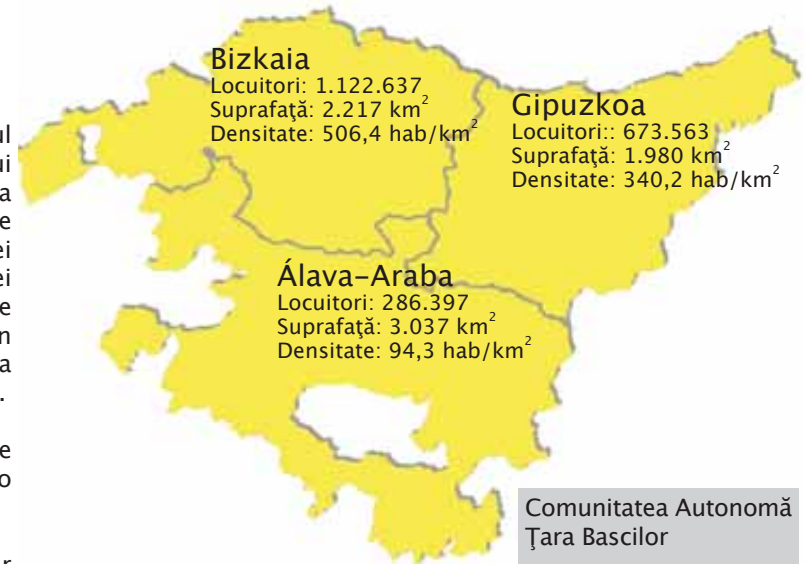 Bizkaia
Locuitori: 1.122.637
Suprafaţă: 2.217 km²
Densitate: 506,4 hab/km²
Gipuzkoa
Locuitori:: 673.563
Suprafaţă: 1.980 km²
Densitate: 340,2 hab/km²
Álava-Araba
Locuitori: 286.397
Suprafaţă: 3.037 km²
Densitate: 94,3 hab/km²
Comunitatea Autonomă
Ţara Bascilor